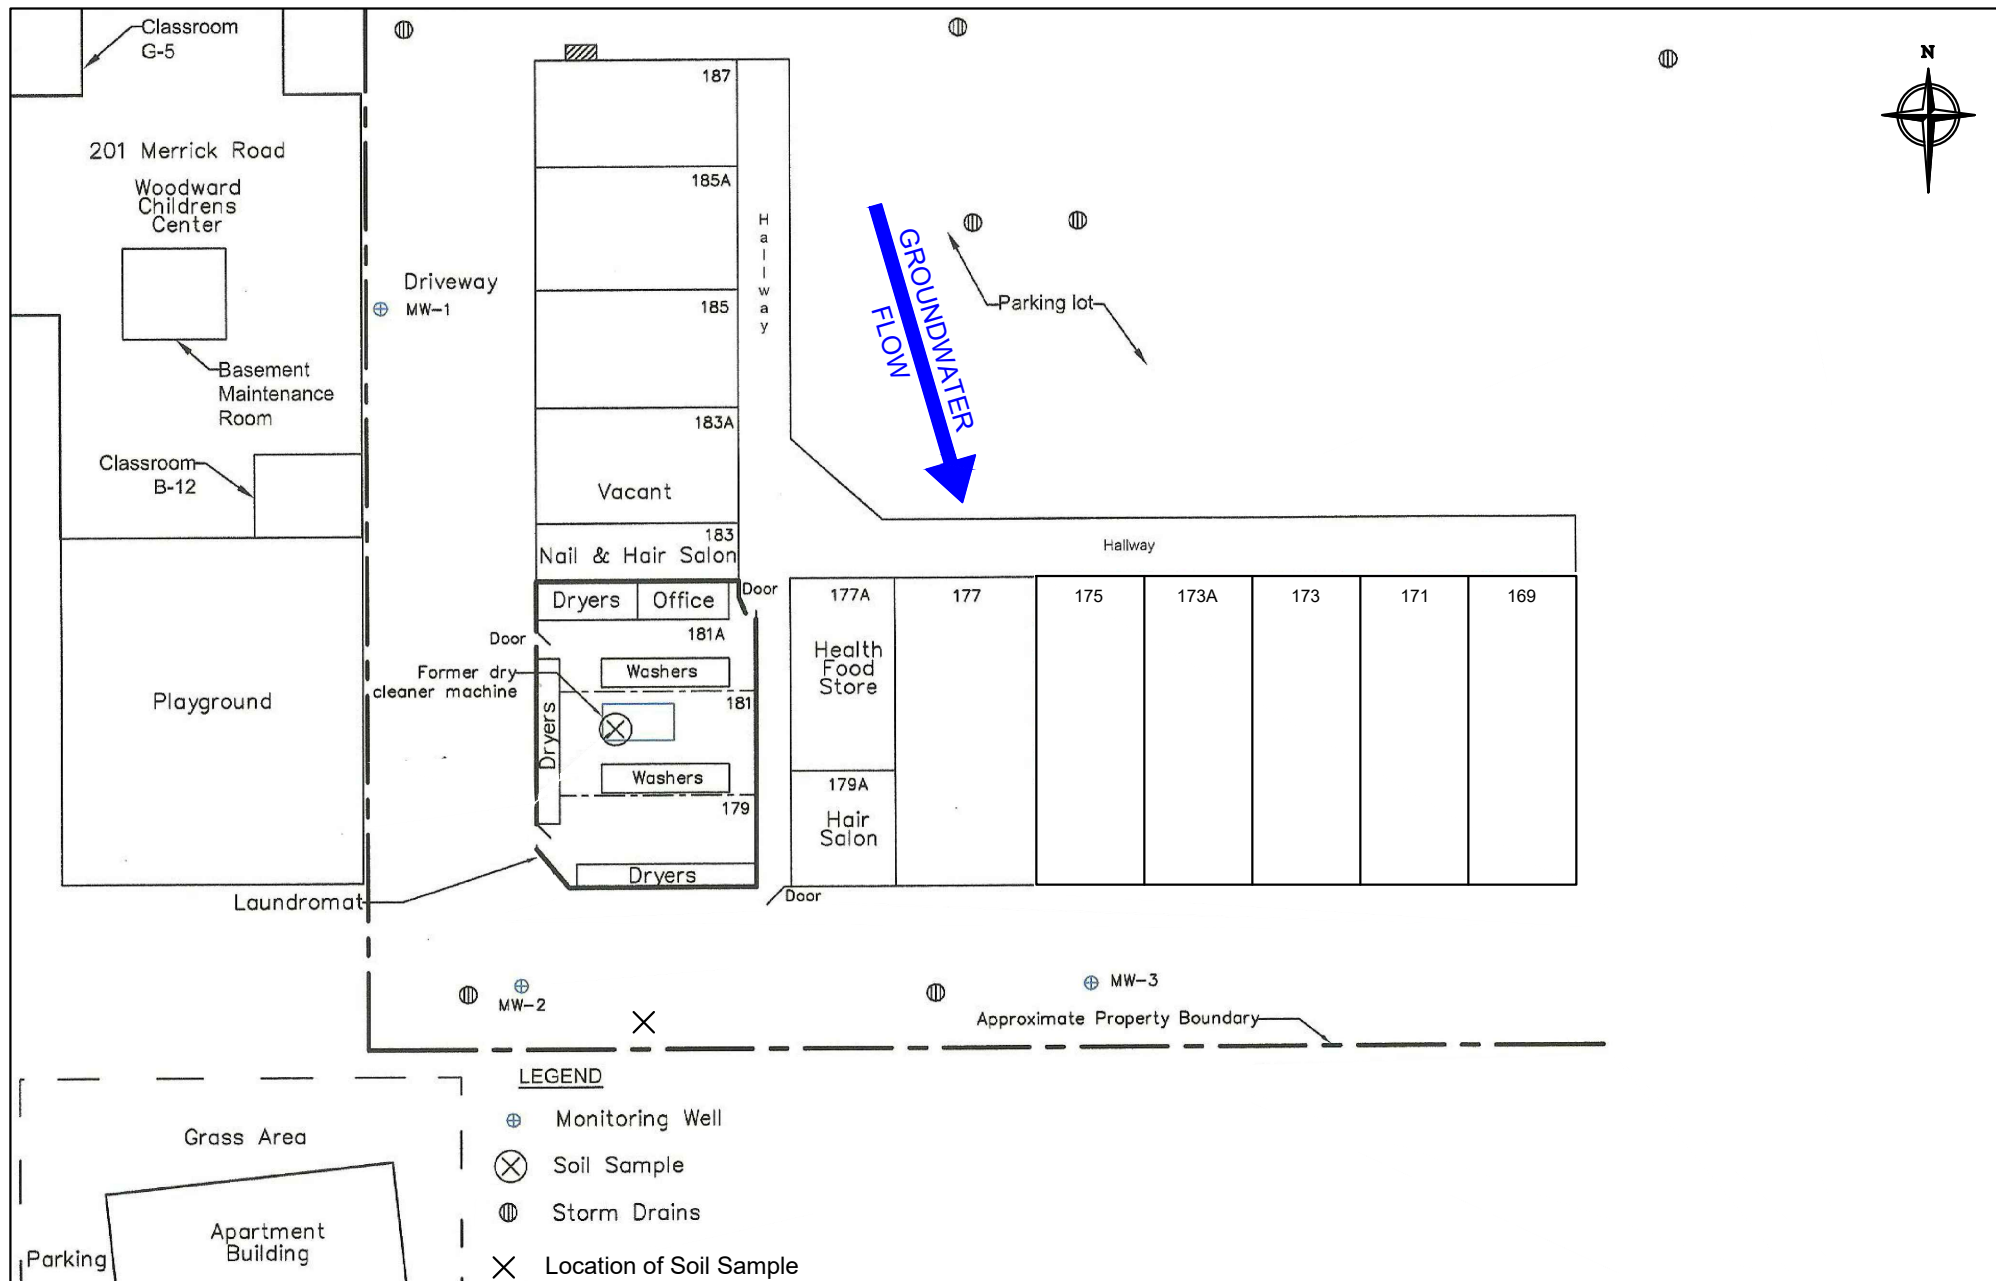 Classroom
G-5
N
187
201 Merrick Road
Woodward
Childrens
Center
185A
Hallway
GROUNDWATER
FLOW
Driveway
MW-1
185
Parking lot
Basement
Maintenance
Room
183A
Classroom
B-12
Vacant
183
Nail & Hair Salon
Hallway
Dryers
Office
Door
177A
177
175
173A
173
171
169
Door
181A
Health
Food
Store
Former dry
cleaner machine
Washers
Playground
181
Dryers
Washers
179A
179
Hair
Salon
Dryers
Door
Laundromat
MW-3
MW-2
Approximate Property Boundary
LEGEND
Monitoring Well
Grass Area
Soil Sample
Storm Drains
Apartment
Building
Parking
Location of Soil Sample